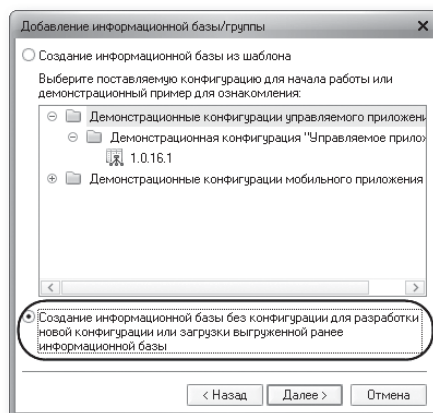 Добавление информационной базы/группы
Создание информационной базы из шаблона
Выберите поставляемую конфигурацию для начала работы или
демонстрационный пример для ознакомления:
Демонстрационные конфигурации управляемого приложени
Демонстрационная конфигурация "Управляемое прилож
1.0.16.1
Демонстрационные конфигурации мобильного приложения
Создание информационной базы без конфигурации для разработки
новой конфигурации или загрузки выгруженной ранее
информационной базы
< Назад
Далее >
Отмена